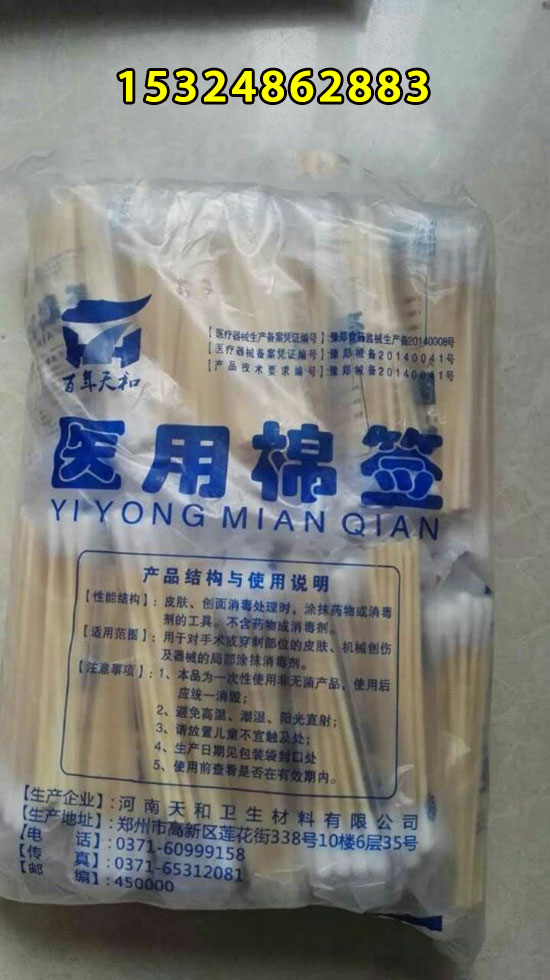 15324862883
百年天和
【医疗器械生产备案凭证编号】:豫郑食药监械生产备20140008号
【医疗器械备案凭证编号】:豫郑械备20140041号
【产品技术要求编号】:豫郑械备20140041号
医用棉签
YI YONG MIAN QIAN
产品结构与使用说明
【性能结构】:皮肤、创面消毒处理时,涂抹药物或消毒
剂的工具。不含药物或消毒剂。
【适用范围】:用于对手术或穿刺部位的皮肤、机械创伤
及器械的局部涂抹消毒剂。
【注意事项】:1、本品为一次性使用非无菌产品,使用后
应统一消毁;
2、避免高温、潮湿、阳光直射;
3、请放置儿童不宜触及处;
4、生产日期见包装袋封口处
5、使用前查看是否在有效期内。
【生产企业】:河南天和卫生材料有限公司
【生产地址】:郑州市高新区莲花街338号10楼6层35号
【电 话】:0371-60999158
【传 真】:0371-65312081
【邮 编】:450000